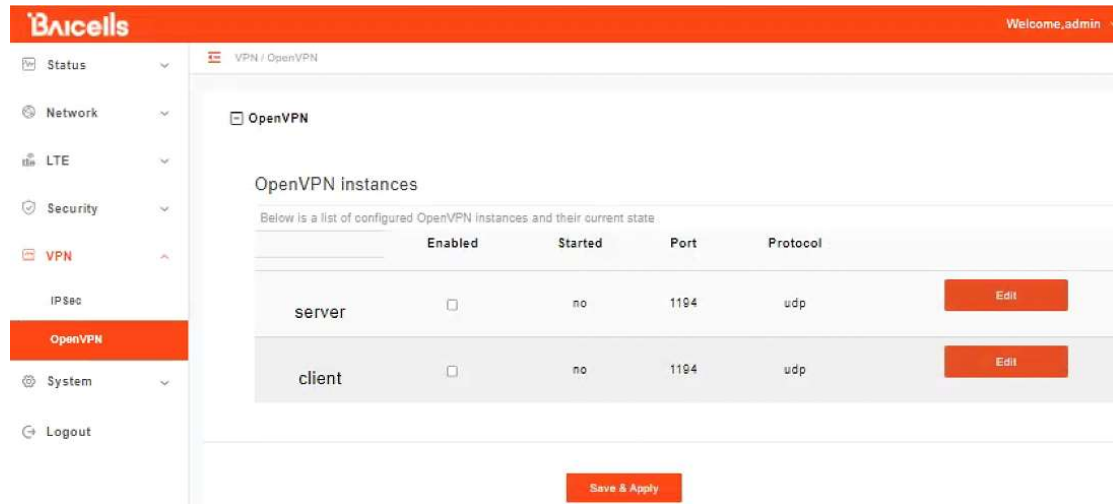 BAICELLS
Welcome,admin
Status
VPN / OpenVPN
Network
OpenVPN
LTE
OpenVPN instances
Security
Below is a list of configured OpenVPN instances and their current state
Enabled Started Port Protocol
VPN
IPSec
server no 1194 udp Edit
OpenVPN
client no 1194 udp Edit
System
Logout
Save & Apply